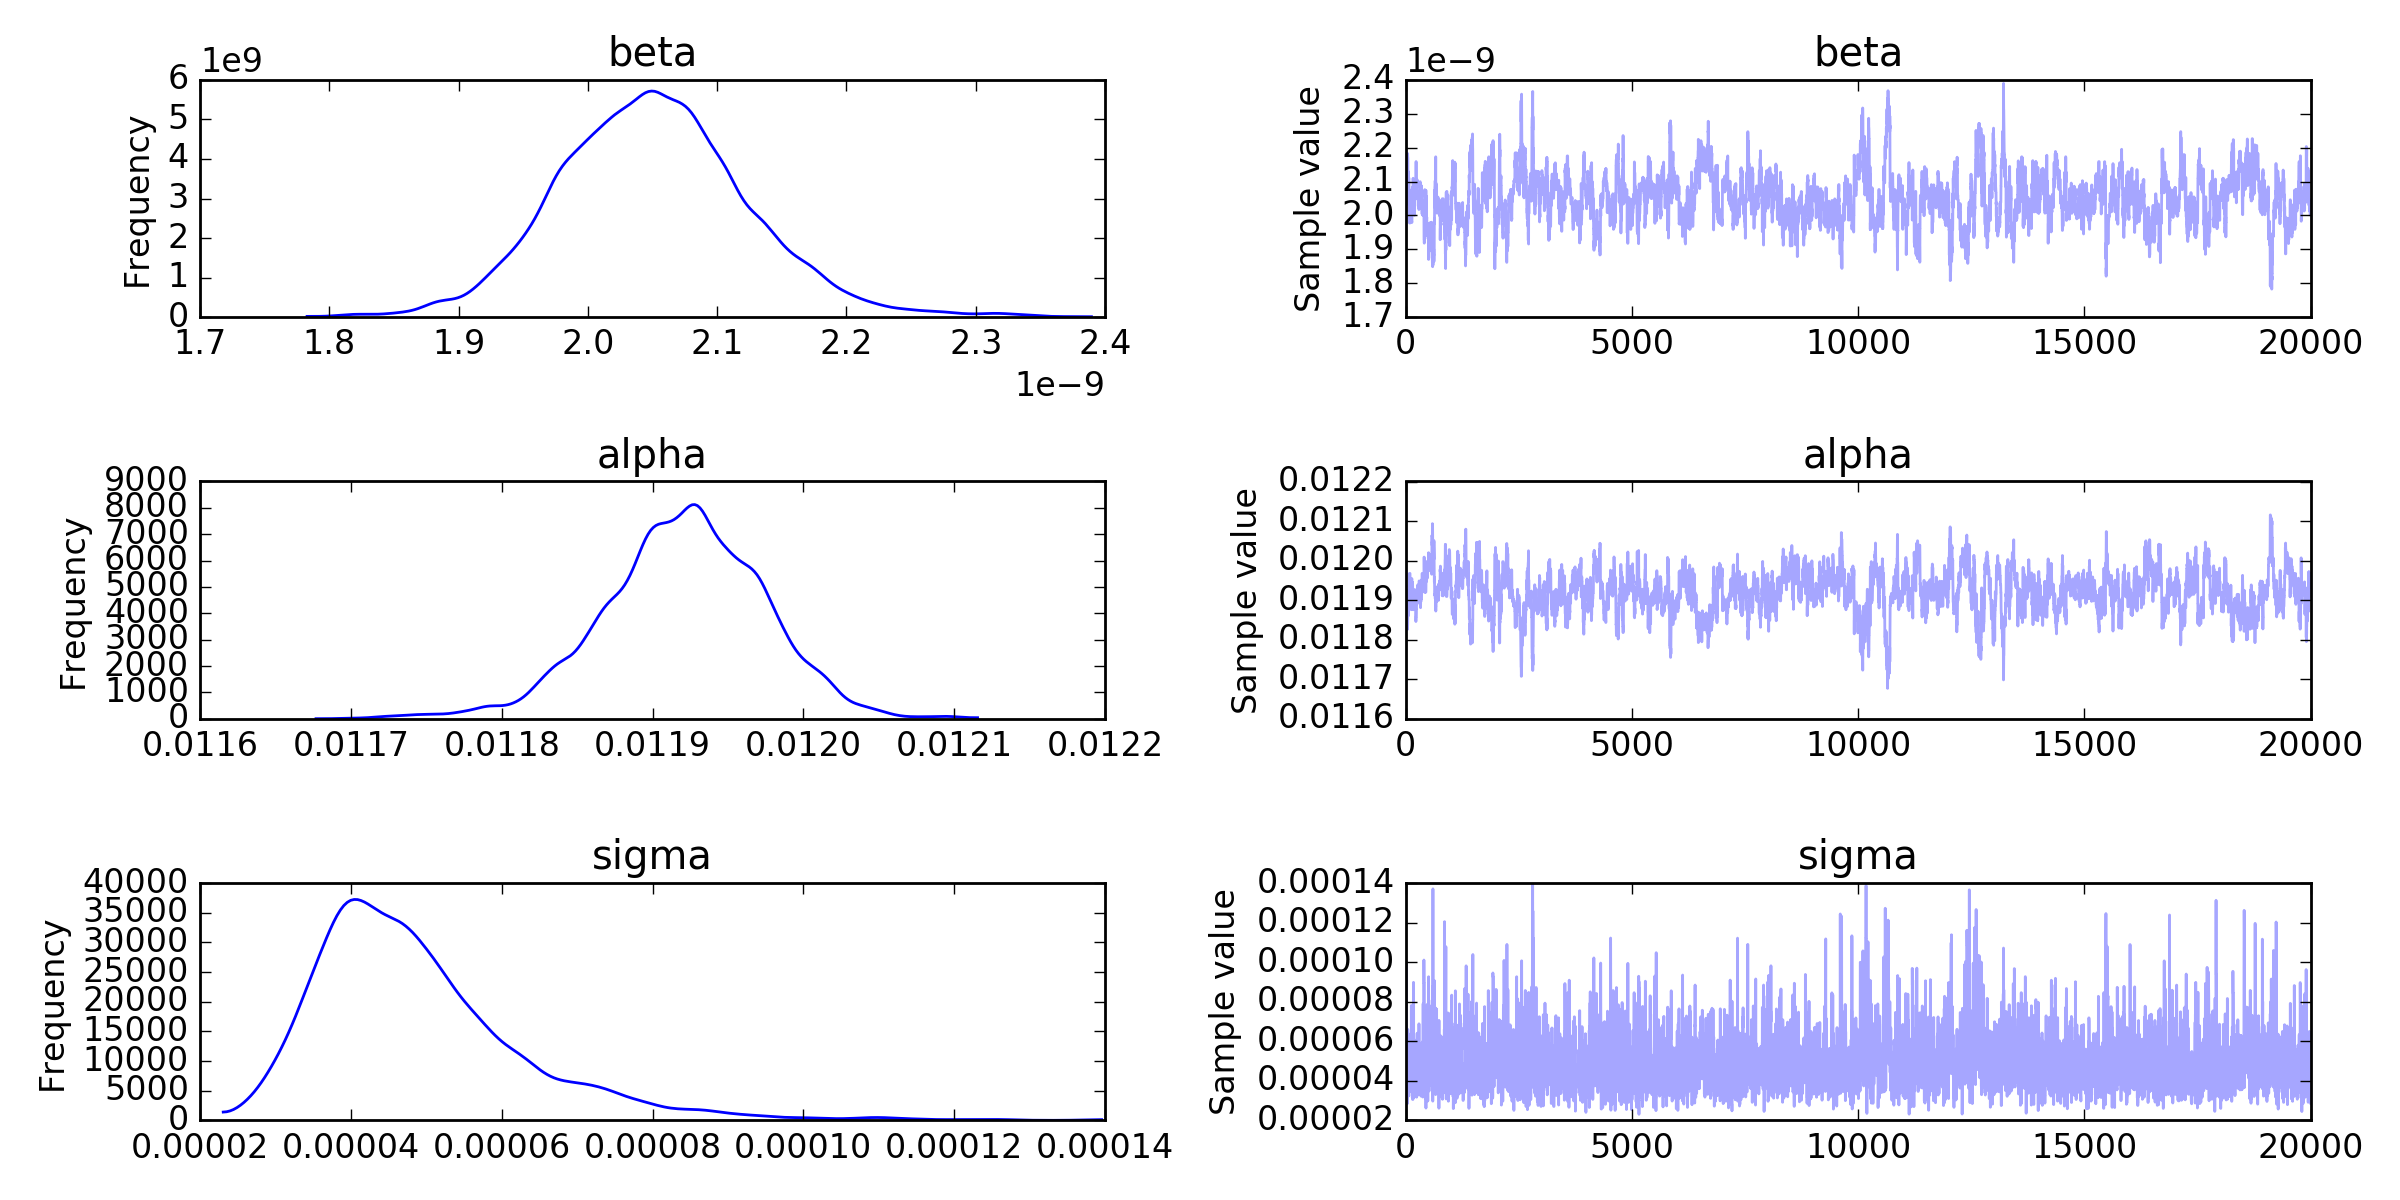 beta
1e9
Frequency
6
5
4
3
2
1
0
1.7 1.8 1.9 2.0 2.1 2.2 2.3 2.4
1e−9
beta
1e−9
Sample value
2.4
2.3
2.2
2.1
2.0
1.9
1.8
1.7
0 5000 10000 15000 20000
alpha
Frequency
9000
8000
7000
6000
5000
4000
3000
2000
1000
0
0.0116 0.0117 0.0118 0.0119 0.0120 0.0121 0.0122
alpha
Sample value
0.0122
0.0121
0.0120
0.0119
0.0118
0.0117
0.0116
0 5000 10000 15000 20000
sigma
Frequency
40000
35000
30000
25000
20000
15000
10000
5000
0
0.00002 0.00004 0.00006 0.00008 0.00010 0.00012 0.00014
sigma
Sample value
0.00014
0.00012
0.00010
0.00008
0.00006
0.00004
0.00002
0 5000 10000 15000 20000